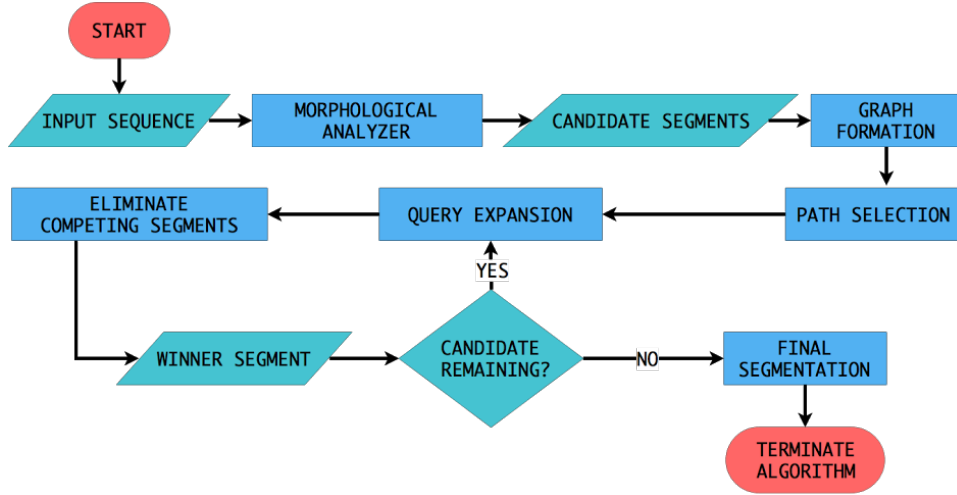 START
INPUT SEQUENCE
MORPHOLOGICAL
ANALYZER
CANDIDATE SEGMENTS
GRAPH
FORMATION
PATH SELECTION
QUERY EXPANSION
ELIMINATE
COMPETING SEGMENTS
WINNER SEGMENT
CANDIDATE
REMAINING?
YES
NO
FINAL
SEGMENTATION
TERMINATE
ALGORITHM